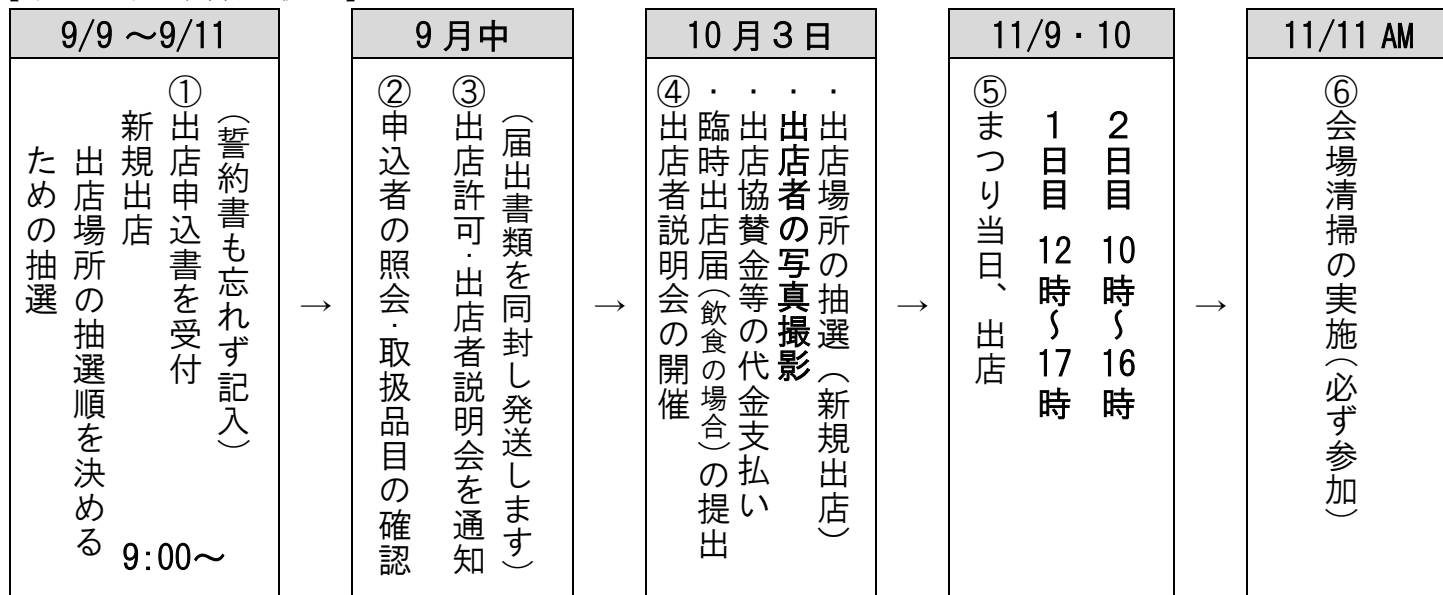 9/9 ～9/11
（誓約書も忘れず記入）
①出店申込書を受付
新規出店 9:00～
出店場所の抽選順を決める
ための抽選
→
9月中
②申込者の照会・取扱品目の確認
③出店許可・出店者説明会を通知
（届出書類を同封し発送します）
→
10月3日
④出店者説明会の開催
・臨時出店届（飲食の場合）の提出
・出店協賛金等の代金支払い
・出店者の写真撮影
・出店場所の抽選（新規出店）
→
11/9・10
⑤まつり当日、出店
1日目 12時～17時
2日目 10時～16時
→
11/11 AM
⑥会場清掃の実施（必ず参加）